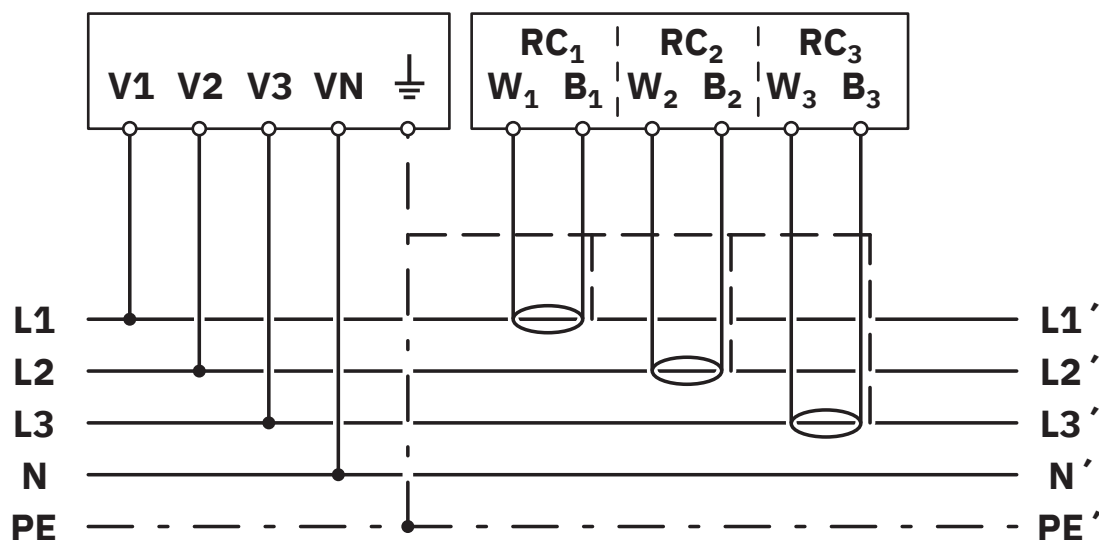 RC₁ RC₂ RC₃
V1 V2 V3 VN W₁ B₁ W₂ B₂ W₃ B₃
L1 L1´
L2 L2´
L3 L3´
N N´
PE PE´